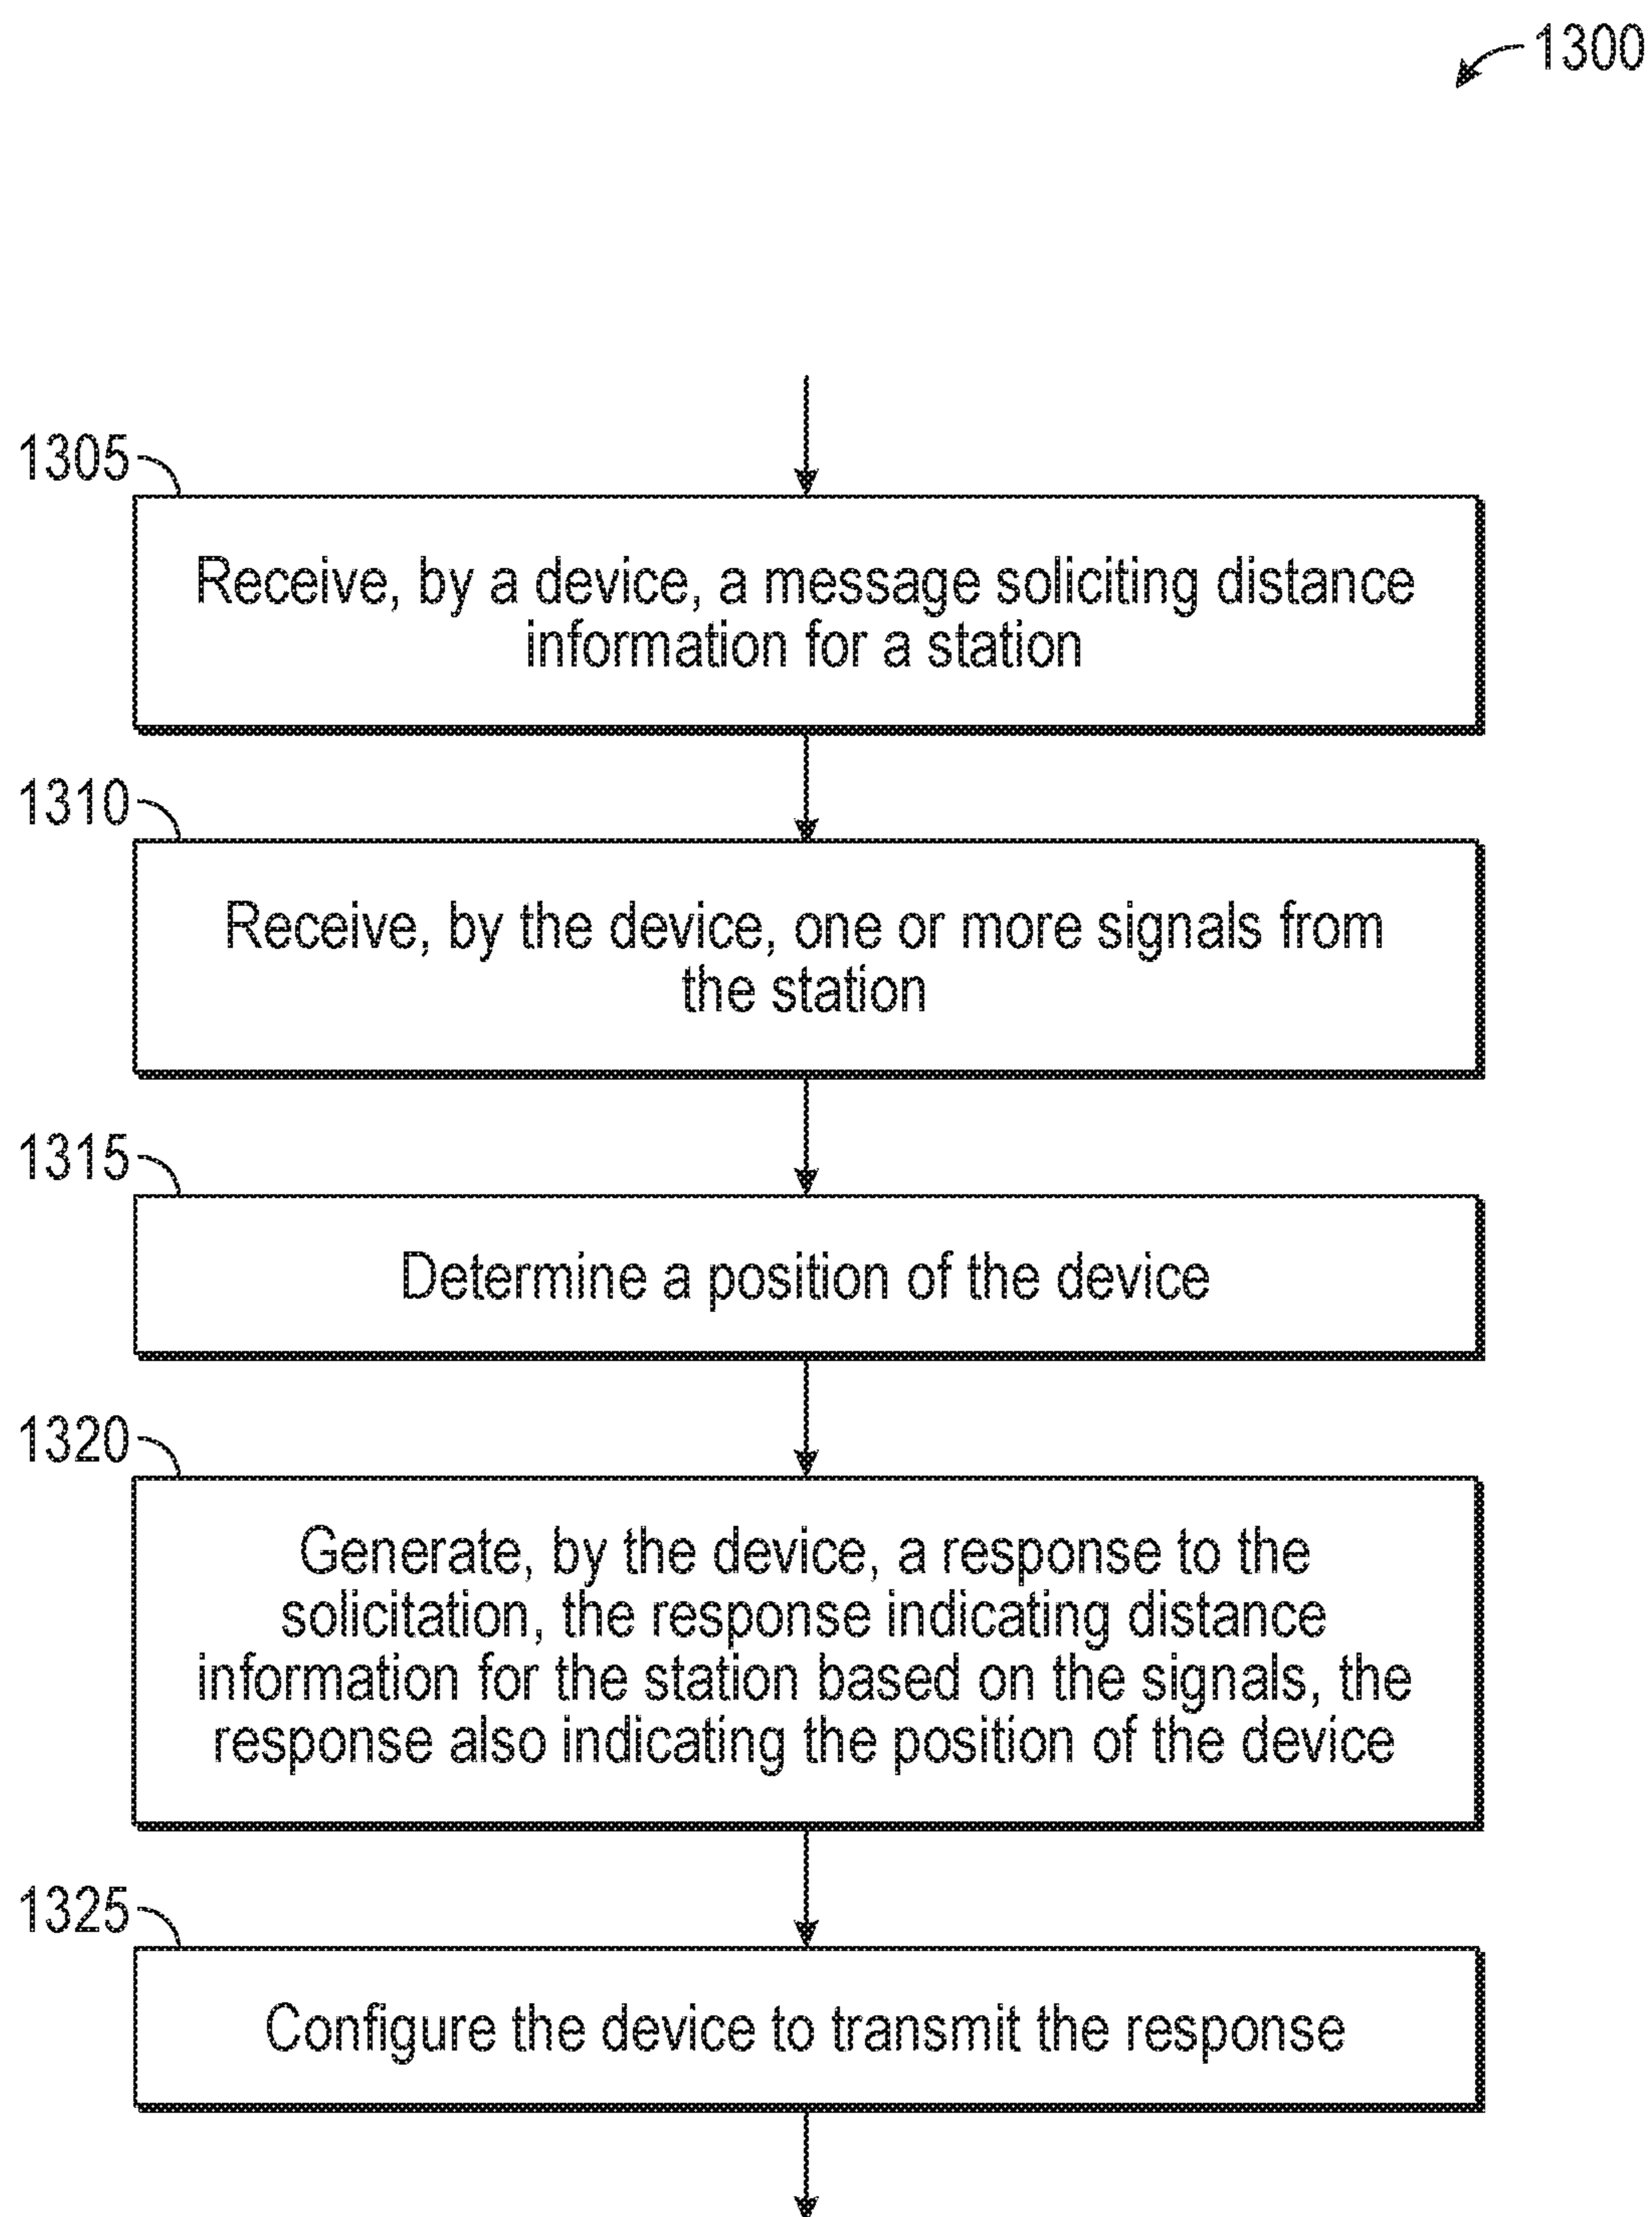 1300
1305
Receive, by a device, a message soliciting distance
information for a station
1310
Receive, by the device, one or more signals from
the station
1315
Determine a position of the device
1320
Generate, by the device, a response to the
solicitation, the response indicating distance
information for the station based on the signals, the
response also indicating the position of the device
1325
Configure the device to transmit the response